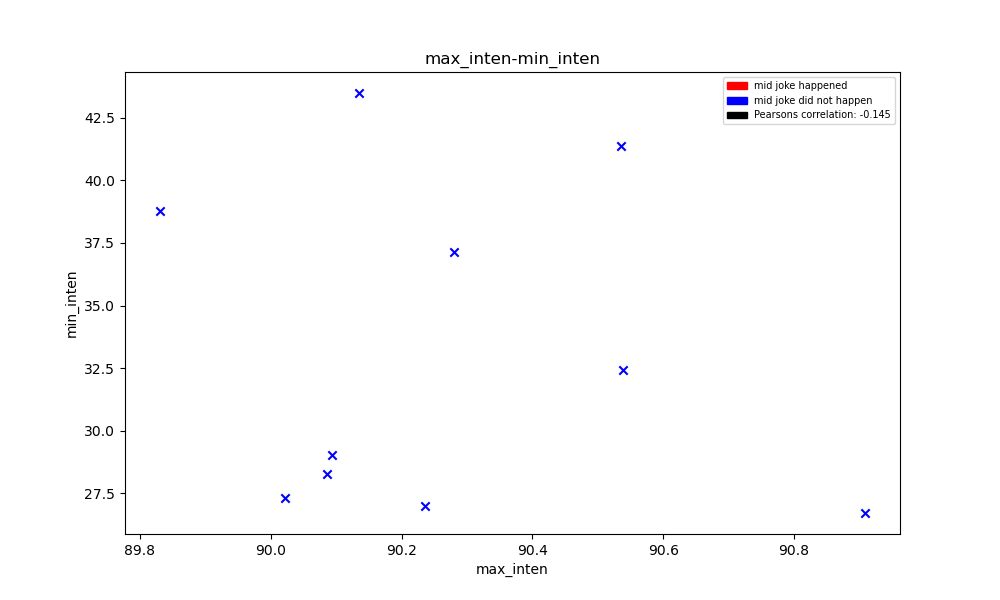 max_inten-min_inten
mid joke happened
mid joke did not happen
Pearsons correlation: -0.145
42.5
40.0
37.5
35.0
32.5
30.0
27.5
min_inten
89.8 90.0 90.2 90.4 90.6 90.8
max_inten